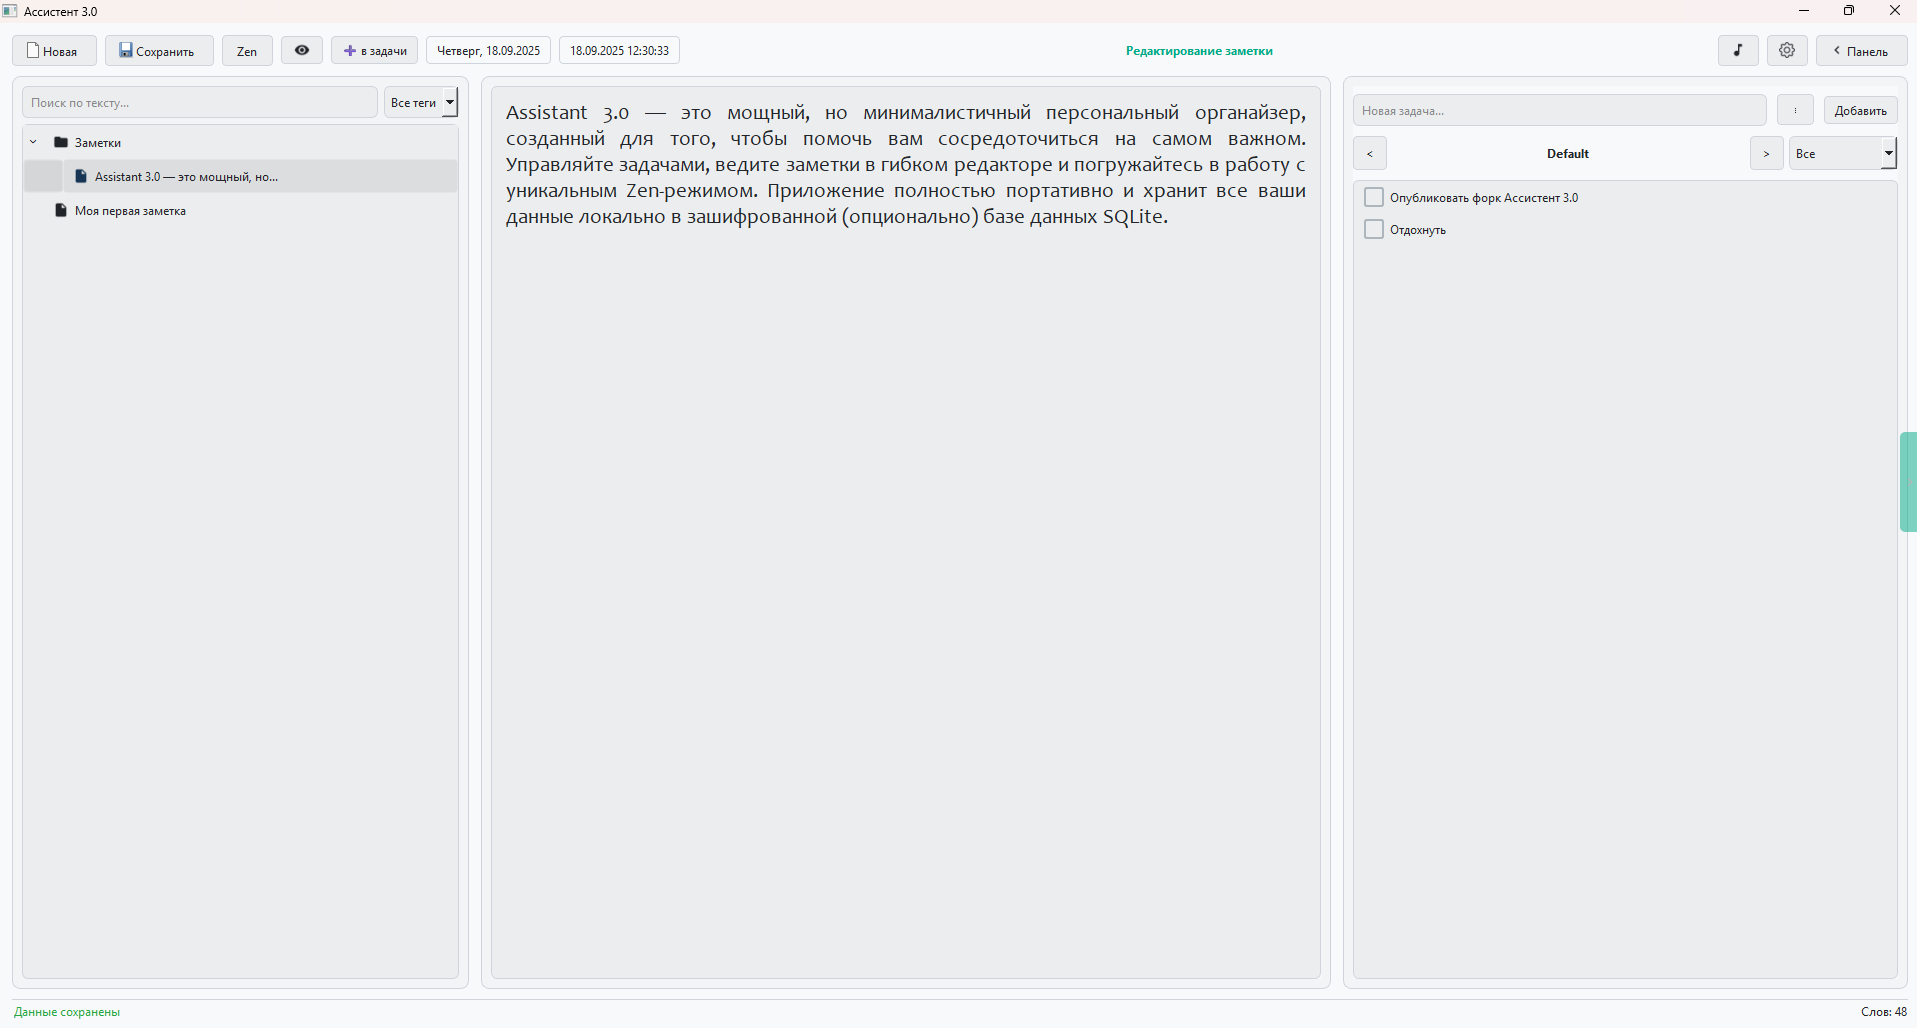 Ассистент 3.0
Новая
Сохранить
Zen
в задачи
Четверг, 18.09.2025
18.09.2025 12:30:33
Редактирование заметки
Панель
Поиск по тексту...
Все теги
Заметки
Assistant 3.0 — это мощный, но...
Моя первая заметка
Assistant 3.0 — это мощный, но минималистичный персональный органайзер,
созданный для того, чтобы помочь вам сосредоточиться на самом важном.
Управляйте задачами, ведите заметки в гибком редакторе и погружайтесь в работу с
уникальным Zen-режимом. Приложение полностью портативно и хранит все ваши
данные локально в зашифрованной (опционально) базе данных SQLite.
Новая задача...
Добавить
<
Default
>
Все
Опубликовать форк Ассистент 3.0
Отдохнуть
Данные сохранены
Слов: 48